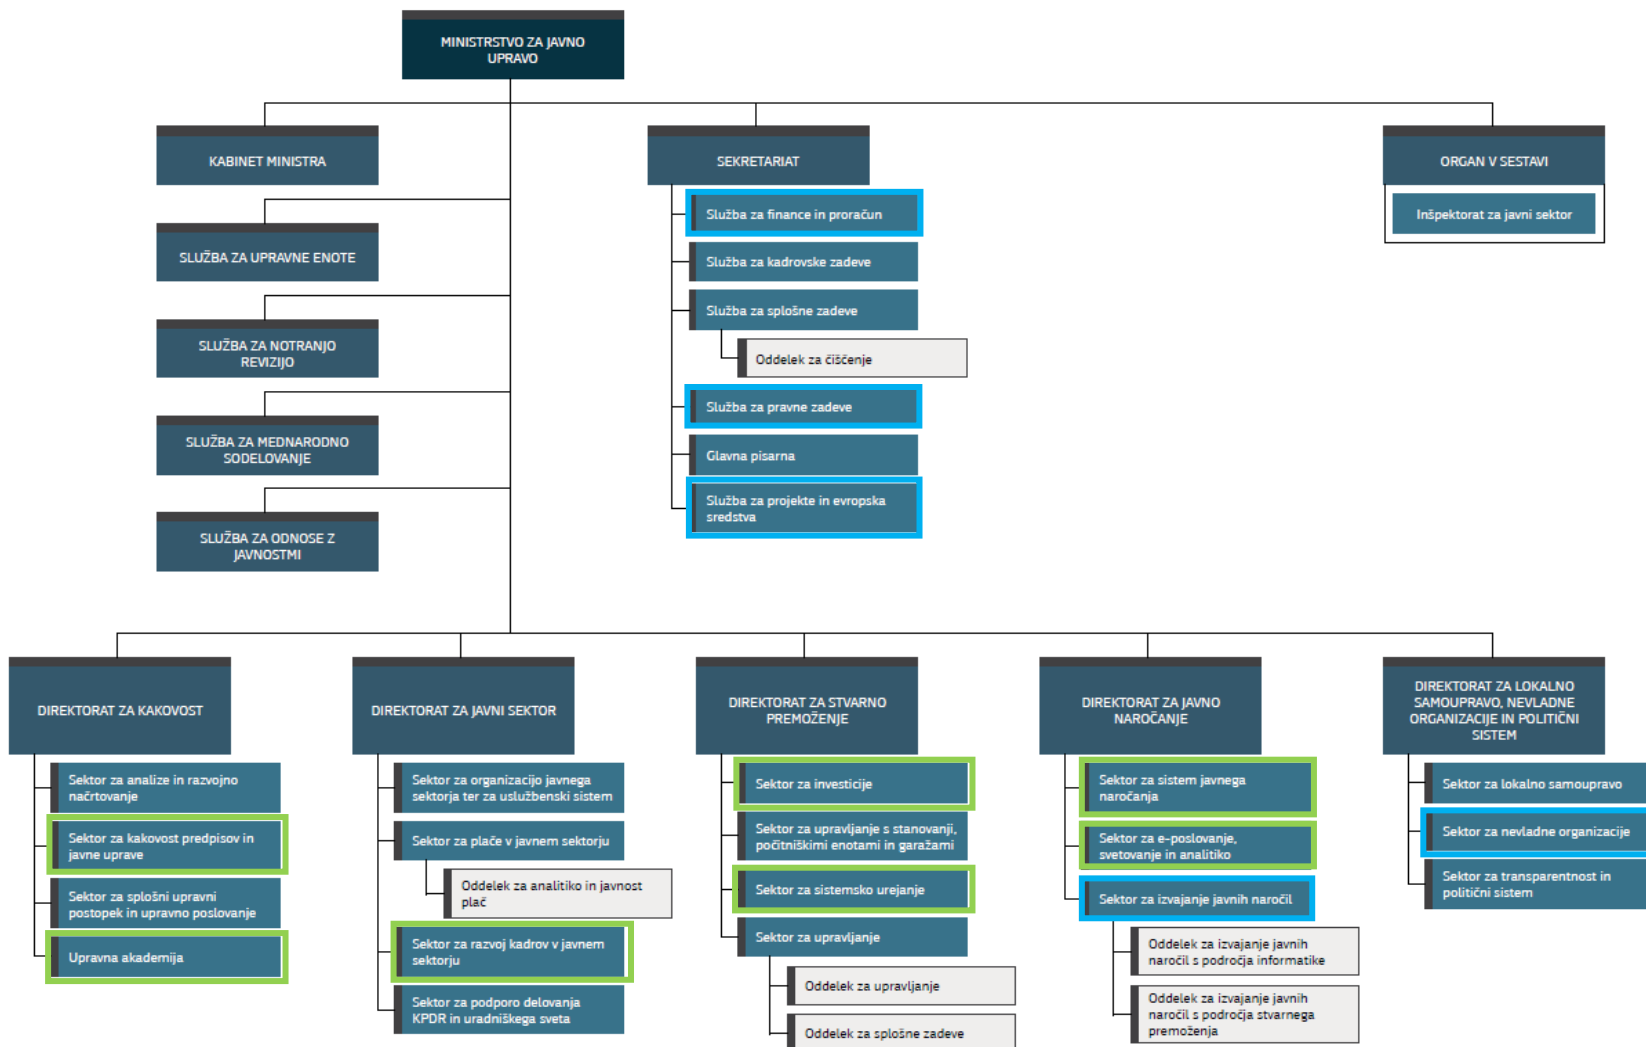 MINISTRSTVO ZA JAVNO
UPRAVO
KABINET MINISTRA
SLUŽBA ZA UPRAVNE ENOTE
SLUŽBA ZA NOTRANJO
REVIZIJO
SLUŽBA ZA MEDNARODNO
SODELOVANJE
SLUŽBA ZA ODNOSE Z
JAVNOSTMI
SEKRETARIAT
Služba za finance in proračun
Služba za kadrovske zadeve
Služba za splošne zadeve
Oddelek za čiščenje
Služba za pravne zadeve
Glavna pisarna
Služba za projekte in evropska
sredstva
ORGAN V SESTAVI
Inšpektorat za javni sektor
DIREKTORAT ZA KAKOVOST
Sektor za analize in razvojno
načrtovanje
Sektor za kakovost predpisov in
javne uprave
Sektor za splošni upravni
postopek in upravno poslovanje
Upravna akademija
DIREKTORAT ZA JAVNI SEKTOR
Sektor za organizacijo javnega
sektorja ter za uslužbenski sistem
Sektor za plače v javnem sektorju
Oddelek za analitiko in javnost
plač
Sektor za razvoj kadrov v javnem
sektorju
Sektor za podporo delovanja
KPDR in uradniškega sveta
DIREKTORAT ZA STVARNO
PREMOŽENJE
Sektor za investicije
Sektor za upravljanje s stanovanji,
počitniškimi enotami in garažami
Sektor za sistemsko urejanje
Sektor za upravljanje
Oddelek za upravljanje
Oddelek za splošne zadeve
DIREKTORAT ZA JAVNO
NAROČANJE
Sektor za sistem javnega
naročanja
Sektor za e-poslovanje,
svetovanje in analitiko
Sektor za izvajanje javnih naročil
Oddelek za izvajanje javnih
naročil s področja informatike
Oddelek za izvajanje javnih
naročil s področja stvarnega
premoženja
DIREKTORAT ZA LOKALNO
SAMOUPRAVO, NEVLADNE
ORGANIZACIJE IN POLITIČNI
SISTEM
Sektor za lokalno samoupravo
Sektor za nevladne organizacije
Sektor za transparentnost in
politični sistem